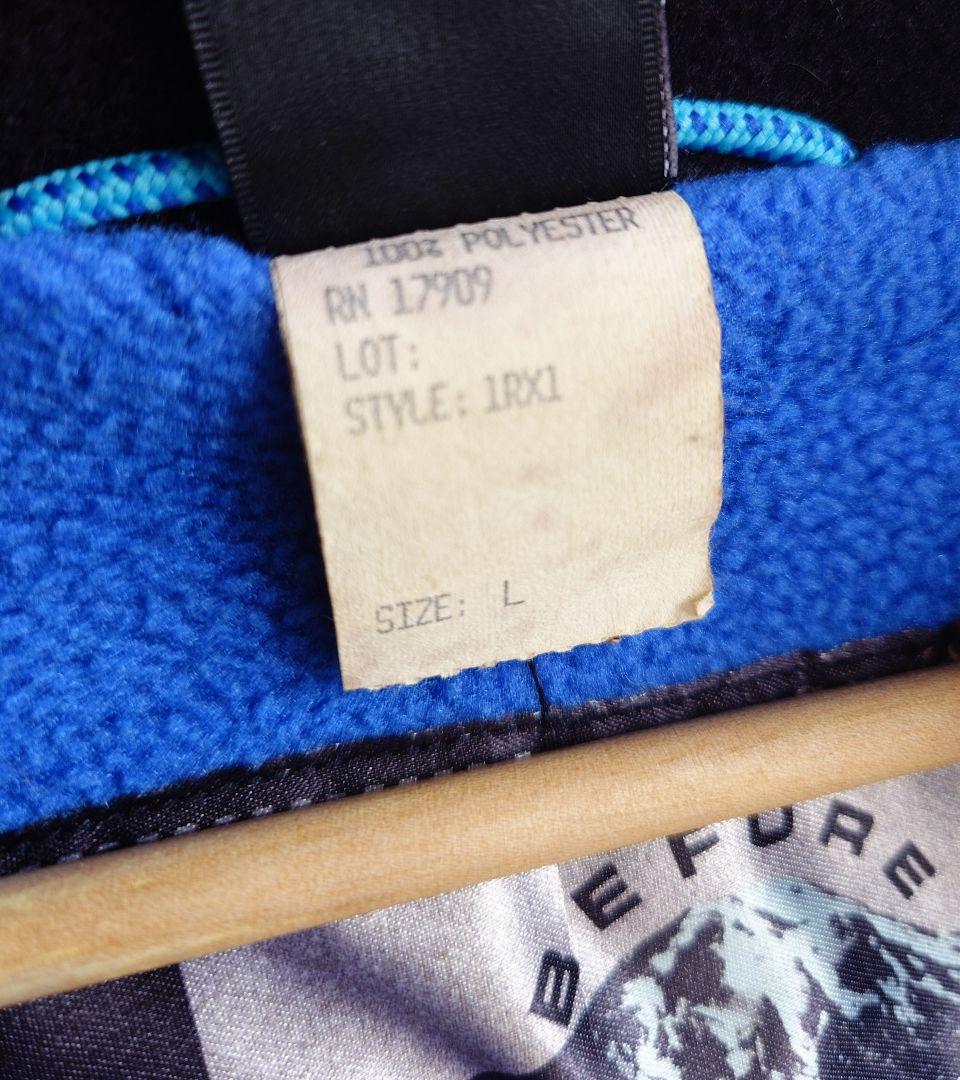 100% POLYESTER
RN 17909
LOT:
STYLE: 1RX1
SIZE: L
BEFORE